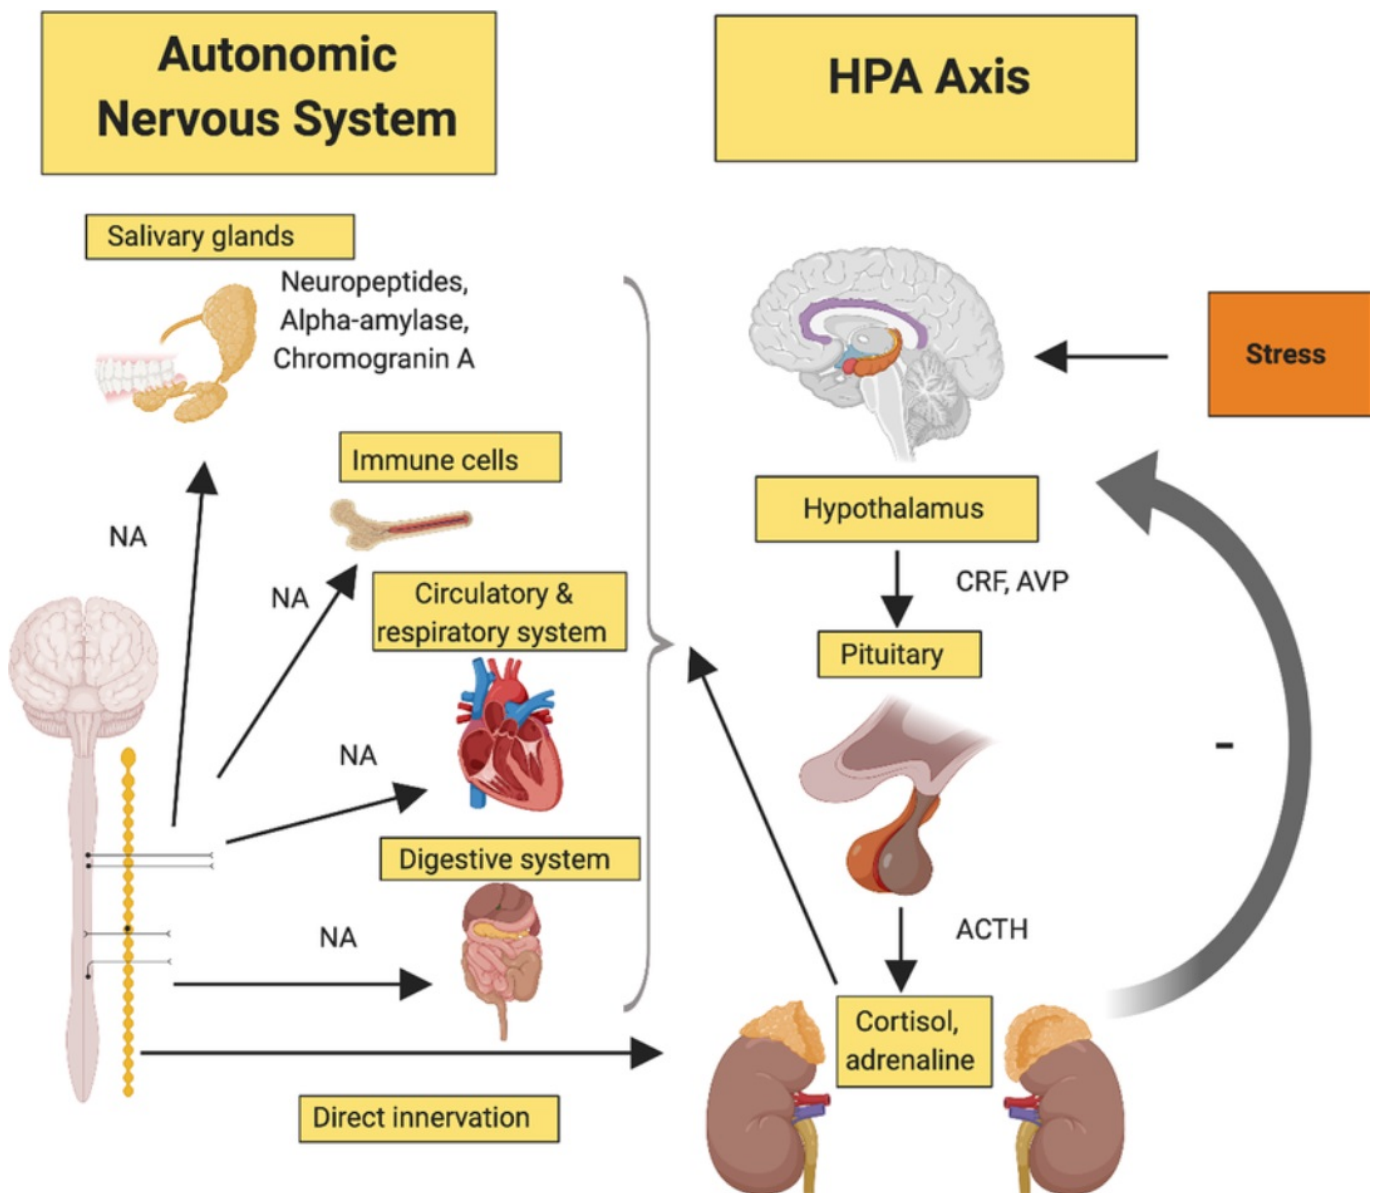 Autonomic
Nervous System
HPA Axis
Salivary glands
Neuropeptides,
Alpha-amylase,
Chromogranin A
Stress
Immune cells
Hypothalamus
NA
NA
CRF, AVP
Circulatory &
respiratory system
Pituitary
NA
-
Digestive system
NA
ACTH
Cortisol,
adrenaline
Direct innervation